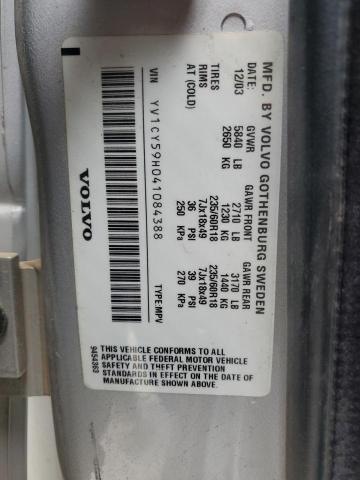 MFD. BY VOLVO GOTHENBURG SWEDEN
DATE: GVWR GAWR FRONT GAWR REAR
12/03 5840 LB 2710 LB 3170 LB
2650 KG 1230 KG 1440 KG
TIRES 235/60R18 235/60R18
RIMS 7Jx18x49 7Jx18x49
AT (COLD) 36 PSI 39 PSI
250 KPa 270 KPa
VIN YV1CY59H041084388 TYPE:MPV
VOLVO
THIS VEHICLE CONFORMS TO ALL
APPLICABLE FEDERAL MOTOR VEHICLE
SAFETY AND THEFT PREVENTION
STANDARDS IN EFFECT ON THE DATE OF
MANUFACTURE SHOWN ABOVE.
9454363